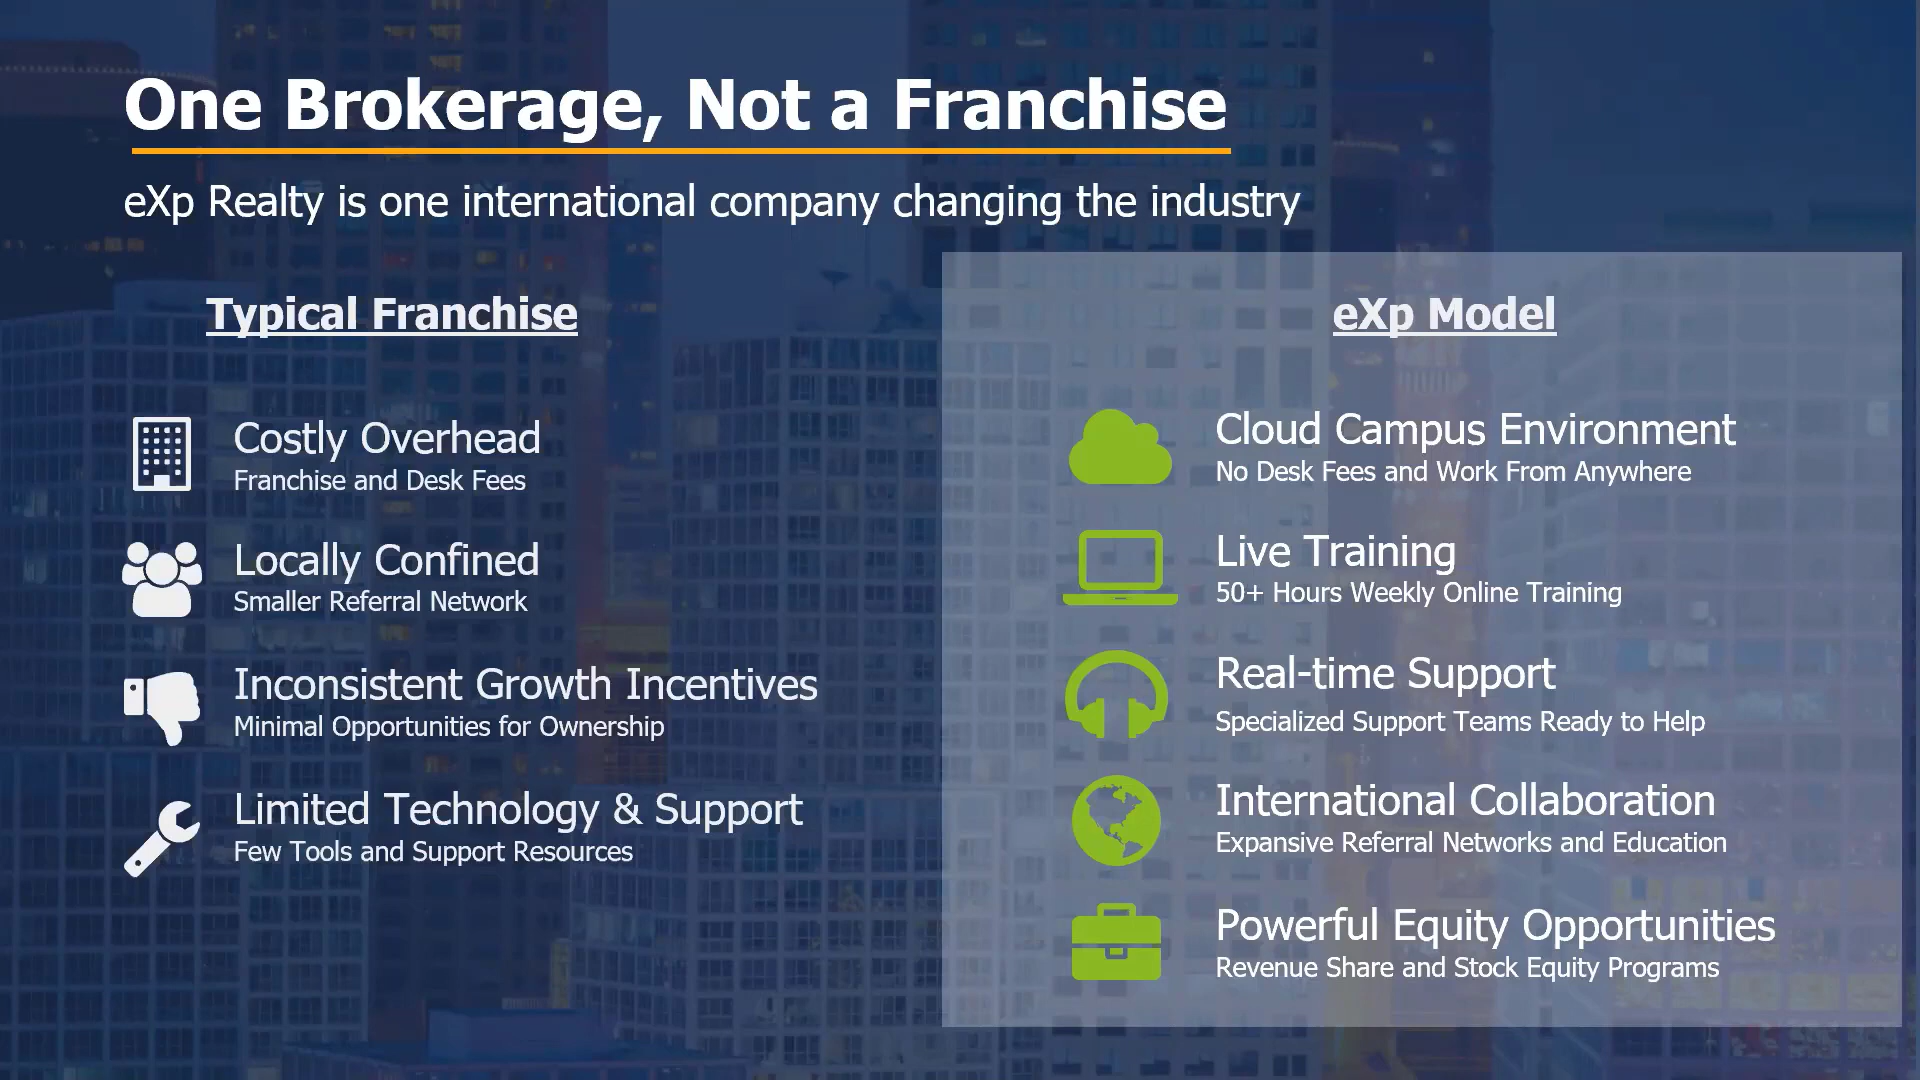 One Brokerage, Not a Franchise
eXp Realty is one international company changing the industry
Typical Franchise
Costly Overhead
Franchise and Desk Fees
Locally Confined
Smaller Referral Network
Inconsistent Growth Incentives
Minimal Opportunities for Ownership
Limited Technology & Support
Few Tools and Support Resources
eXp Model
Cloud Campus Environment
No Desk Fees and Work From Anywhere
Live Training
50+ Hours Weekly Online Training
Real-time Support
Specialized Support Teams Ready to Help
International Collaboration
Expansive Referral Networks and Education
Powerful Equity Opportunities
Revenue Share and Stock Equity Programs